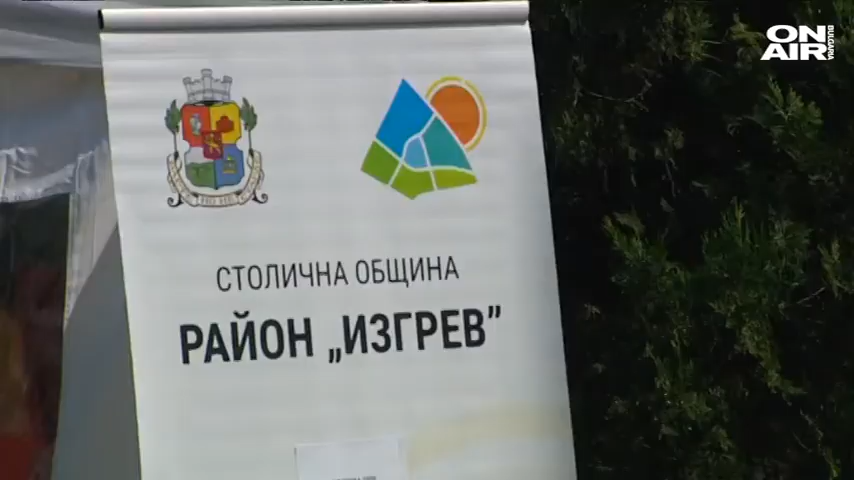 ON
AIR
BULGARIA
СТОЛИЧНА ОБЩИНА
РАЙОН „ИЗГРЕВ”